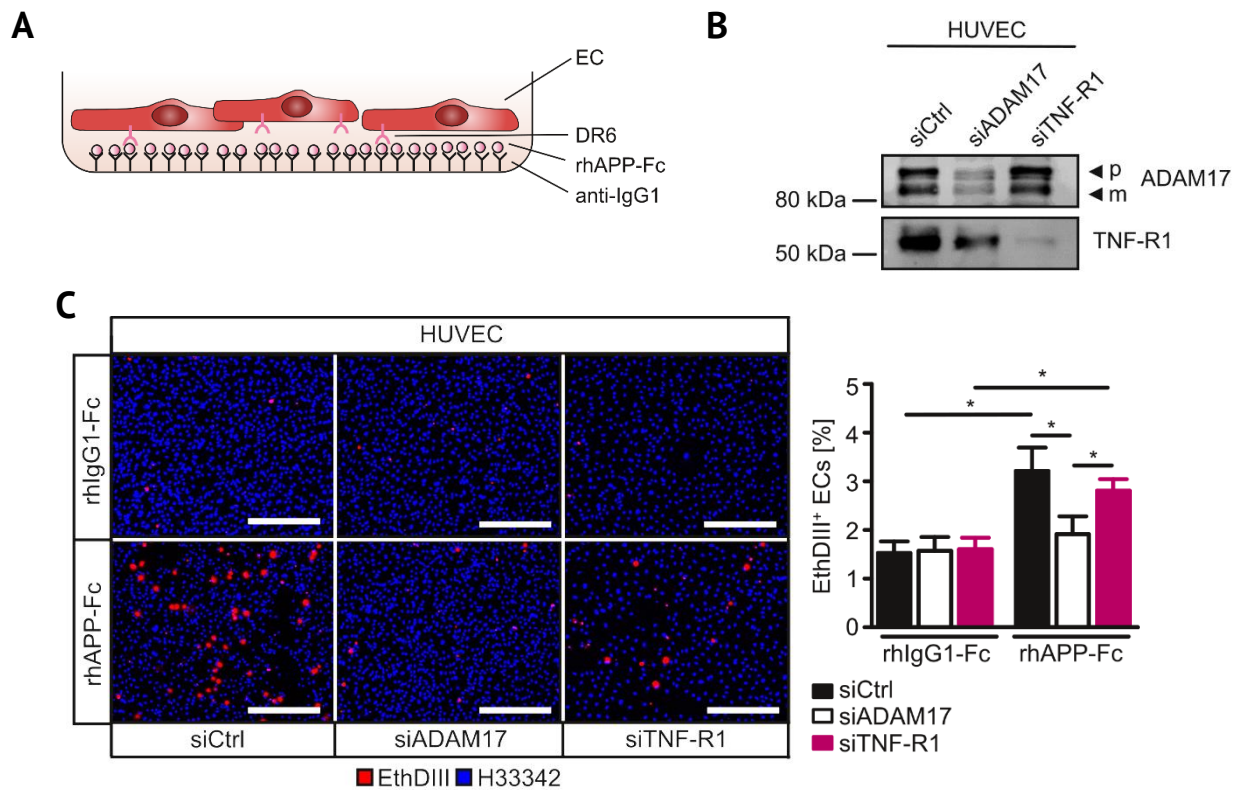 A
EC
DR6
rhAPP-Fc
anti-IgG1
B
HUVEC
siCtrl
siADAM17
siTNF-R1
p
m
ADAM17
80 kDa
TNF-R1
50 kDa
C
HUVEC
rhIgG1-Fc
rhAPP-Fc
siCtrl
siADAM17
siTNF-R1
EthDIII
H33342
EthDIII⁺ ECs [%]
5
4
3
2
1
0
*
*
*
*
rhIgG1-Fc
rhAPP-Fc
siCtrl
siADAM17
siTNF-R1